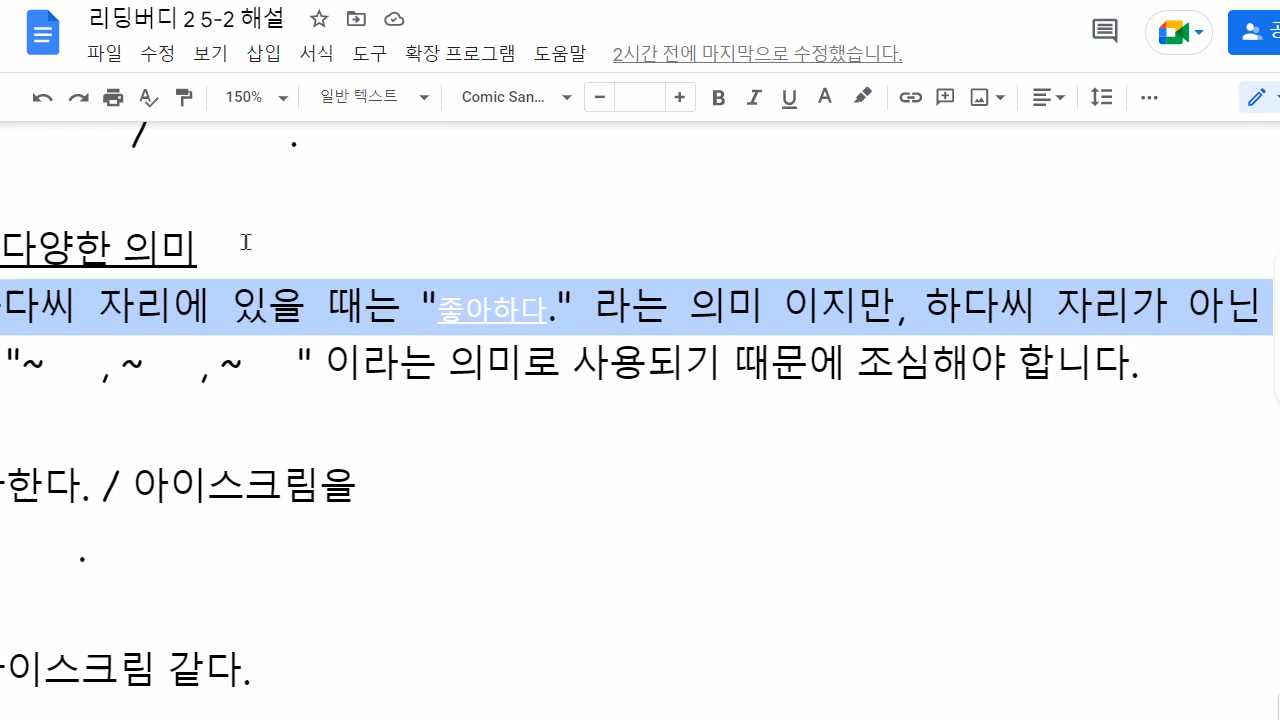 리딩버디 2 5-2 해설
파일 수정 보기 삽입 서식 도구 확장 프로그램 도움말 2시간 전에 마지막으로 수정했습니다.
150% 일반 텍스트 Comic San... − + B I U A
/ .
다양한 의미
다씨 자리에 있을 때는 "좋아하다." 라는 의미 이지만, 하다씨 자리가 아닌
"~ , ~ , ~ " 이라는 의미로 사용되기 때문에 조심해야 합니다.
한다. / 아이스크림을
.
이스크림 같다.